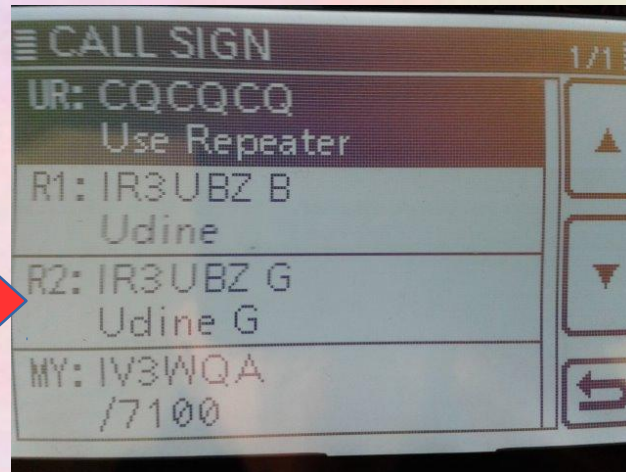 CALL SIGN 1/1
UR: CQCQCQ
Use Repeater
R1: IR3UBZ B
Udine
R2: IR3UBZ G
Udine G
MY: IV3WQA
/7100